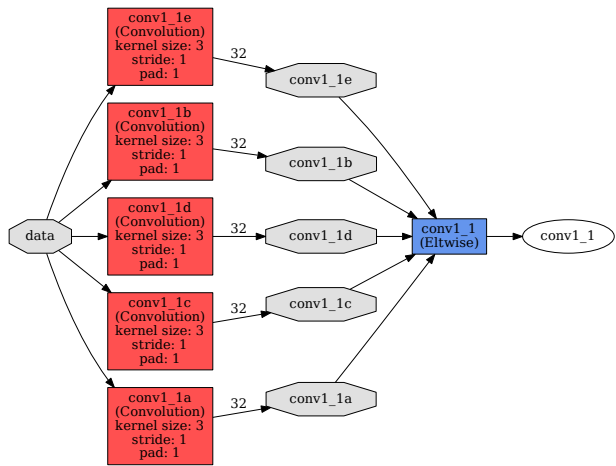 conv1_1e
(Convolution)
kernel size: 3
stride: 1
pad: 1
32
conv1_1e
conv1_1b
(Convolution)
kernel size: 3
stride: 1
pad: 1
32
conv1_1b
data
conv1_1d
(Convolution)
kernel size: 3
stride: 1
pad: 1
32
conv1_1d
conv1_1
(Eltwise)
conv1_1
conv1_1c
(Convolution)
kernel size: 3
stride: 1
pad: 1
32
conv1_1c
conv1_1a
(Convolution)
kernel size: 3
stride: 1
pad: 1
32
conv1_1a